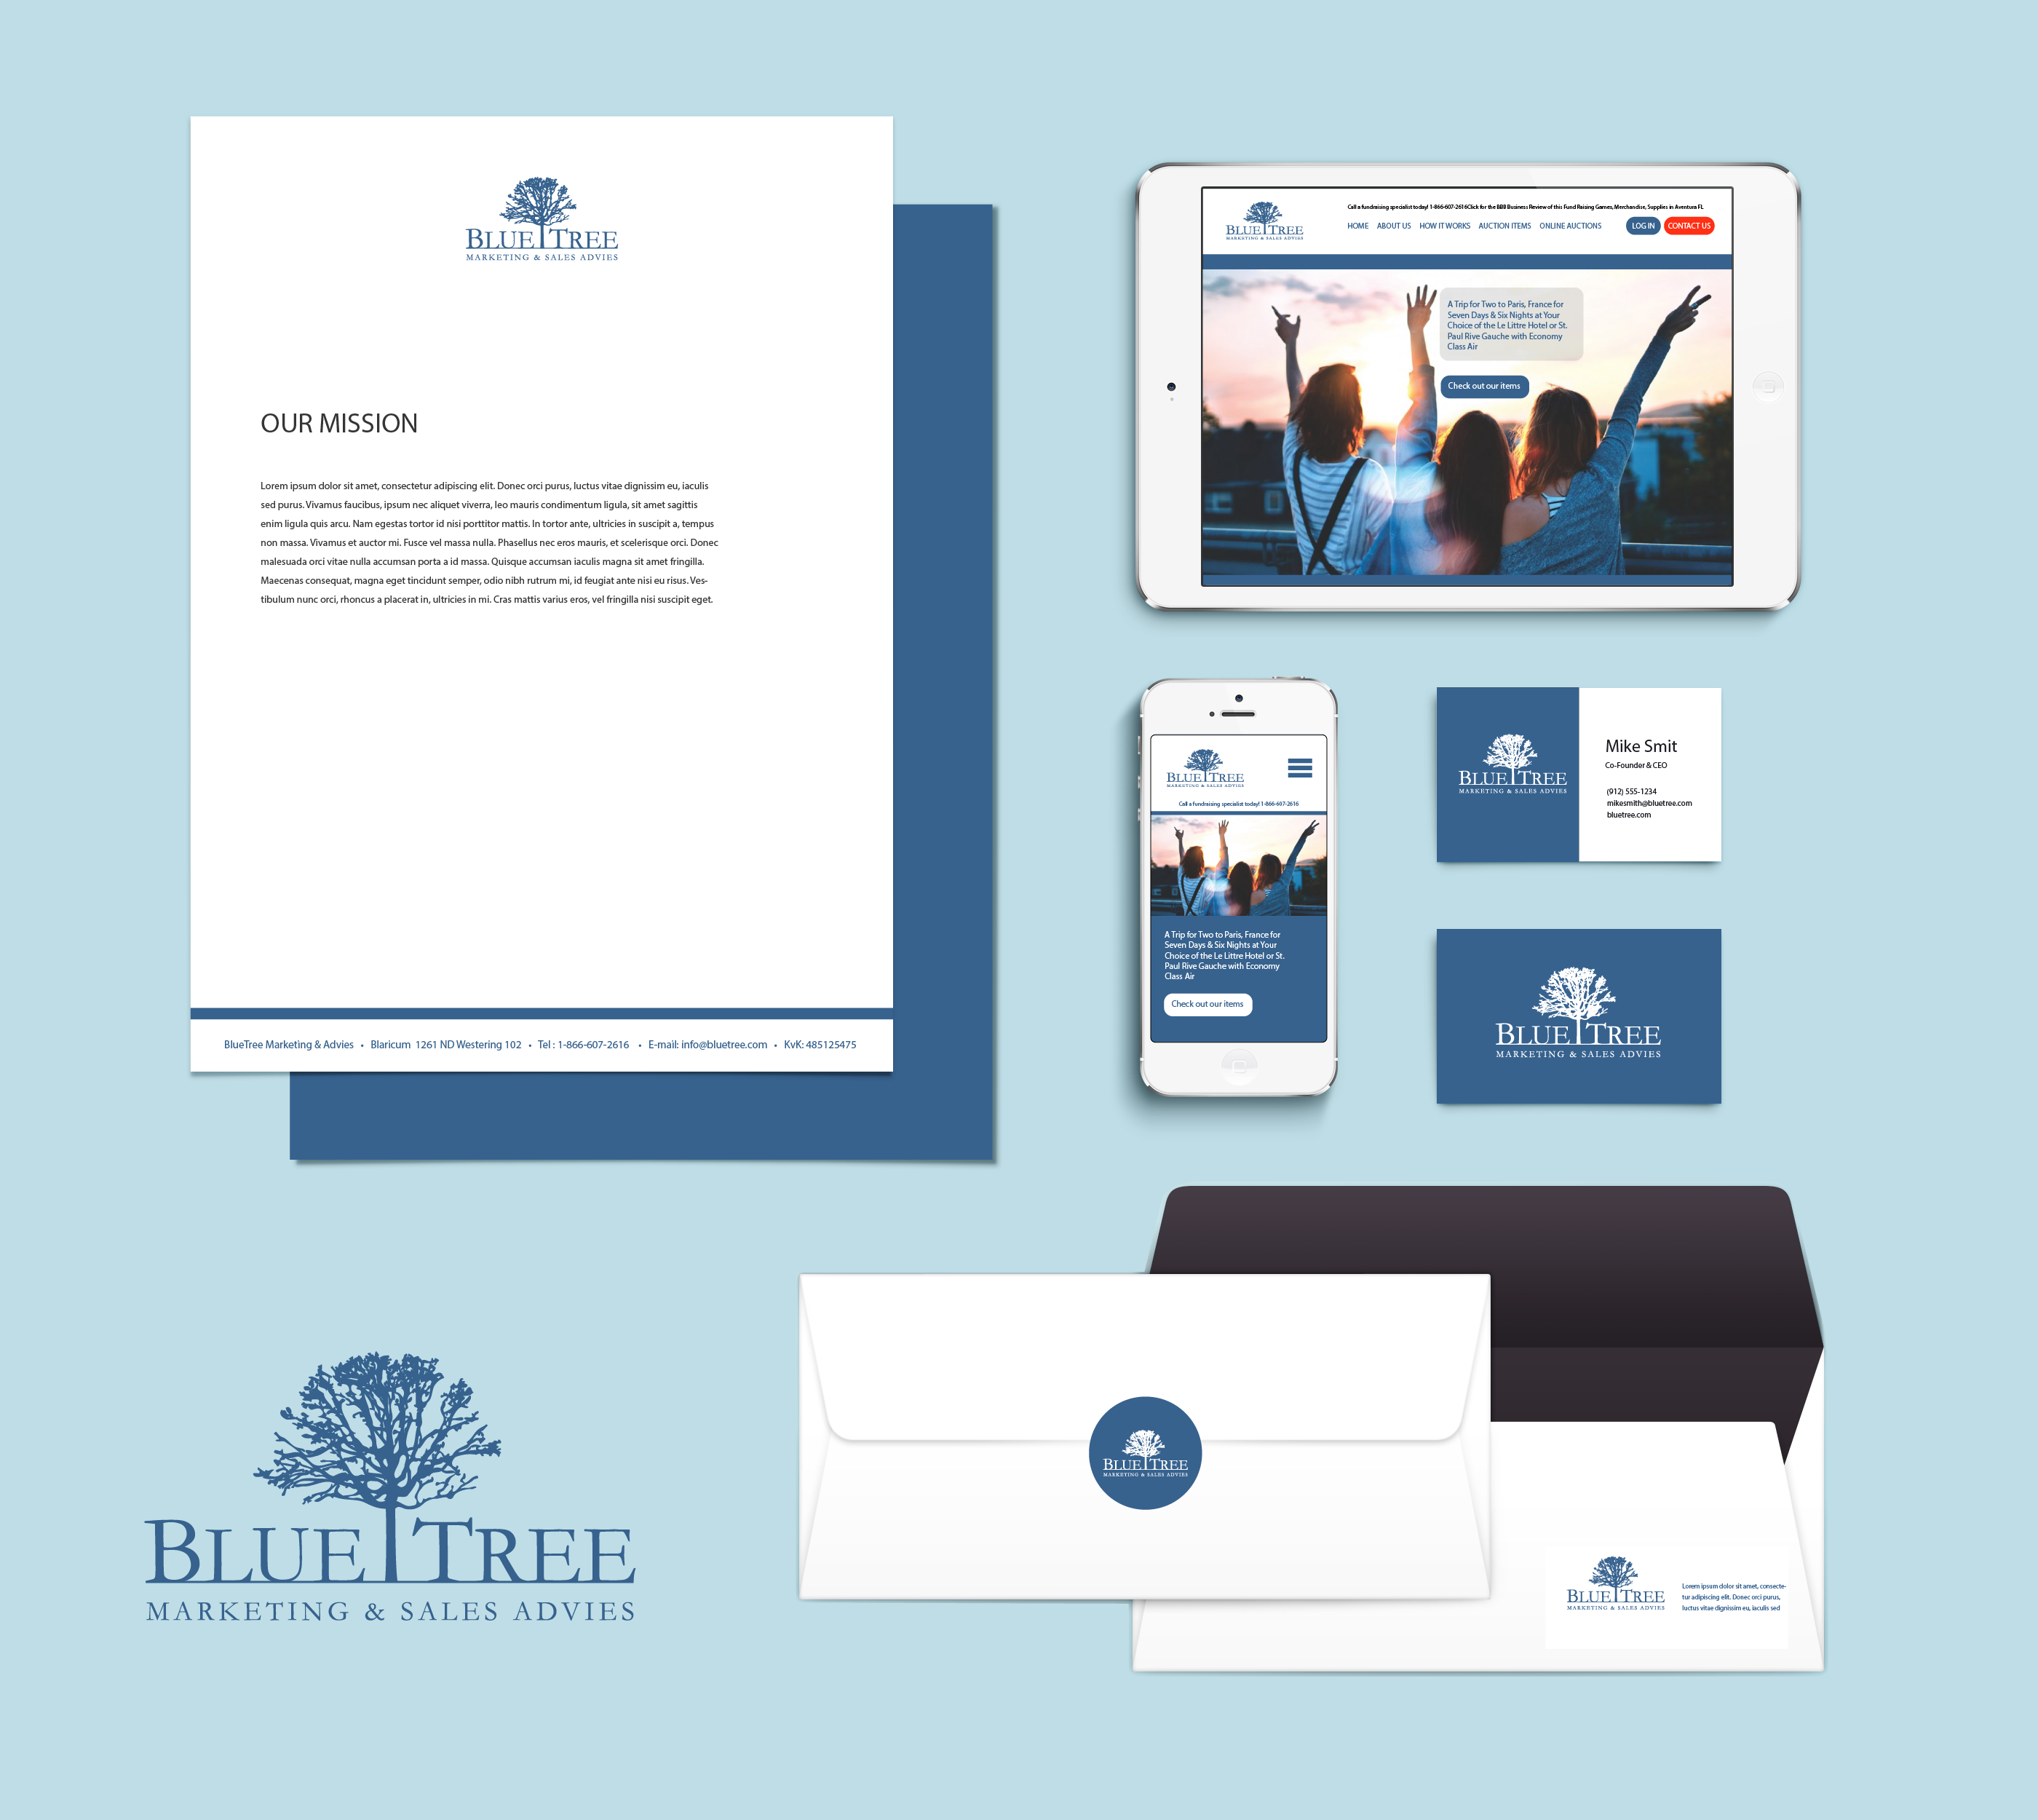 BLUE TREE
MARKETING & SALES ADVIES
OUR MISSION
Lorem ipsum dolor sit amet, consectetur adipiscing elit. Donec orci purus, luctus vitae dignissim eu, iaculis
sed purus. Vivamus faucibus, ipsum nec aliquet viverra, leo mauris condimentum ligula, sit amet sagittis
enim ligula quis arcu. Nam egestas tortor id nisi porttitor mattis. In tortor ante, ultricies in suscipit a, tempus
non massa. Vivamus et auctor mi. Fusce vel massa nulla. Phasellus nec eros mauris, et scelerisque orci. Donec
malesuada orci vitae nulla accumsan porta a id massa. Quisque accumsan iaculis magna sit amet fringilla.
Maecenas consequat, magna eget tincidunt semper, odio nibh rutrum mi, id feugiat ante nisi eu risus. Ves-
tibulum nunc orci, rhoncus a placerat in, ultricies in mi. Cras mattis varius eros, vel fringilla nisi suscipit eget.
BlueTree Marketing & Advies • Blaricum 1261 ND Westering 102 • Tel : 1-866-607-2616 • E-mail: info@bluetree.com • KvK: 485125475
BLUE TREE
MARKETING & SALES ADVIES
Call a fundraising specialist today! 1-866-607-2616Click for the BBB Business Review of this Fund Raising Games, Merchandise, Supplies in Aventura FL
HOME ABOUT US HOW IT WORKS AUCTION ITEMS ONLINE AUCTIONS LOG IN CONTACT US
A Trip for Two to Paris, France for
Seven Days & Six Nights at Your
Choice of the Le Littre Hotel or St.
Paul Rive Gauche with Economy
Class Air
Check out our items
BLUE TREE
MARKETING & SALES ADVIES
Call a fundraising specialist today! 1-866-607-2616
A Trip for Two to Paris, France for
Seven Days & Six Nights at Your
Choice of the Le Littre Hotel or St.
Paul Rive Gauche with Economy
Class Air
Check out our items
BLUE TREE
MARKETING & SALES ADVIES
Mike Smit
Co-Founder & CEO
(912) 555-1234
mikesmith@bluetree.com
bluetree.com
BLUE TREE
MARKETING & SALES ADVIES
BLUE TREE
MARKETING & SALES ADVIES
BLUE TREE
MARKETING & SALES ADVIES
BLUE TREE
MARKETING & SALES ADVIES
Lorem ipsum dolor sit amet, consecte-
tur adipiscing elit. Donec orci purus,
luctus vitae dignissim eu, iaculis sed